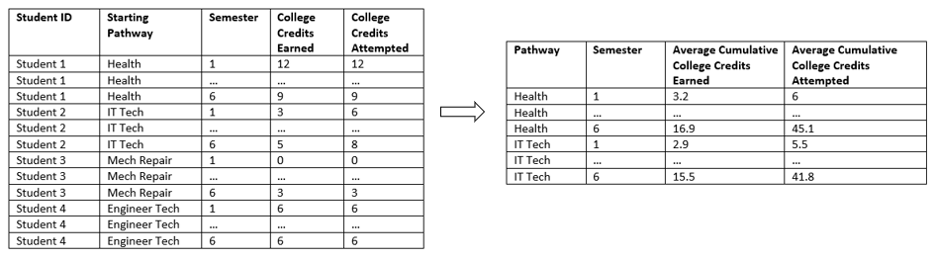 Student ID Starting Pathway Semester College Credits Earned College Credits Attempted
Student 1 Health 1 12 12
Student 1 Health ... ... ...
Student 1 Health 6 9 9
Student 2 IT Tech 1 3 6
Student 2 IT Tech ... ... ...
Student 2 IT Tech 6 5 8
Student 3 Mech Repair 1 0 0
Student 3 Mech Repair ... ... ...
Student 3 Mech Repair 6 3 3
Student 4 Engineer Tech 1 6 6
Student 4 Engineer Tech ... ... ...
Student 4 Engineer Tech 6 6 6
Pathway Semester Average Cumulative College Credits Earned Average Cumulative College Credits Attempted
Health 1 3.2 6
Health ... ... ...
Health 6 16.9 45.1
IT Tech 1 2.9 5.5
IT Tech ... ... ...
IT Tech 6 15.5 41.8